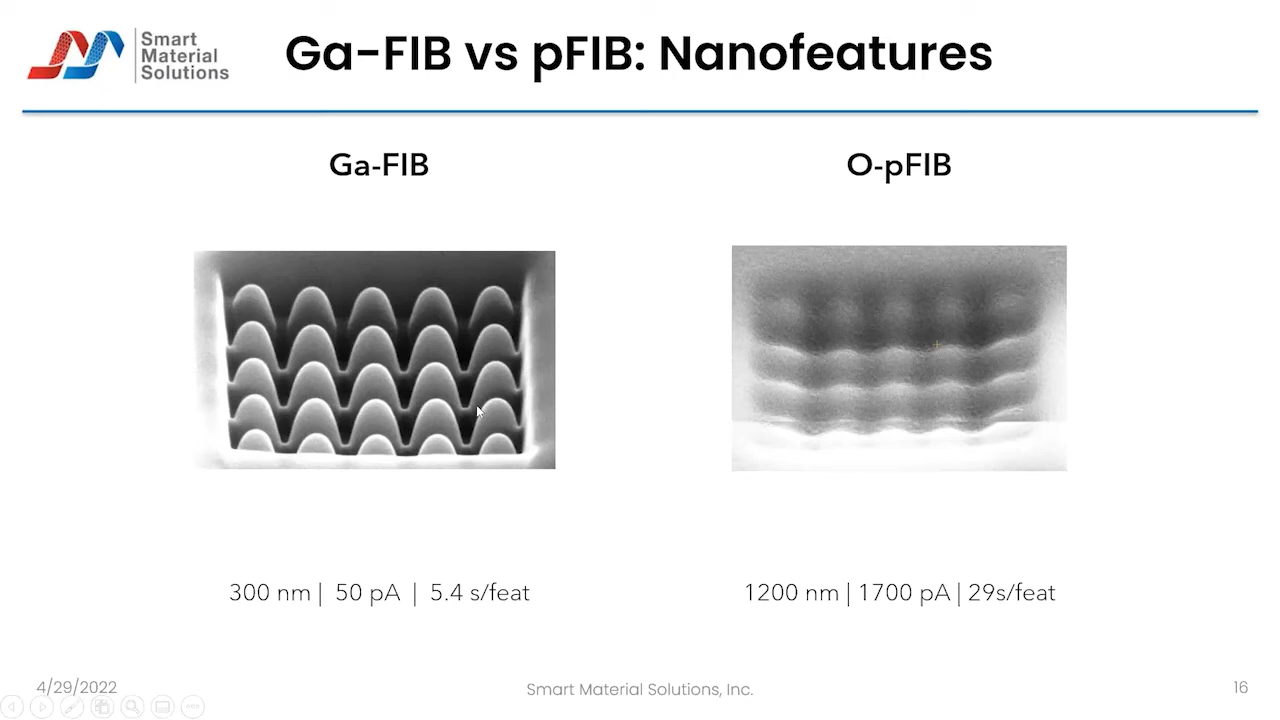 Smart
Material
Solutions
Ga-FIB vs pFIB: Nanofeatures
Ga-FIB
O-pFIB
300 nm | 50 pA | 5.4 s/feat
1200 nm | 1700 pA | 29s/feat
4/29/2022
Smart Material Solutions, Inc.
16